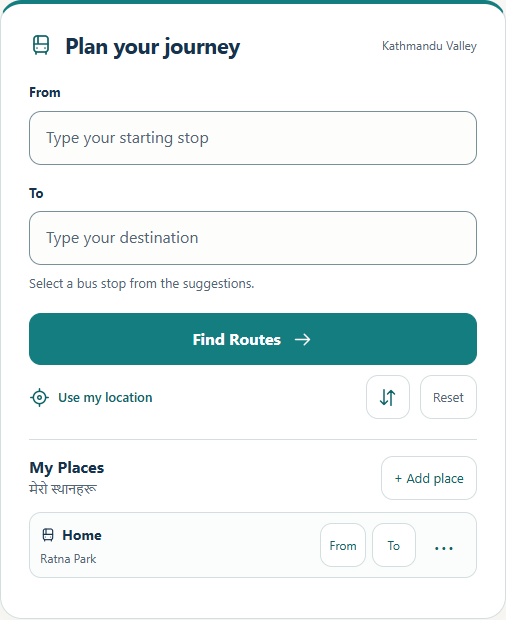 Plan your journey
Kathmandu Valley
From
Type your starting stop
To
Type your destination
Select a bus stop from the suggestions.
Find Routes →
Use my location
Reset
My Places
मेरो स्थानहरू
+ Add place
Home
Ratna Park
From
To
...